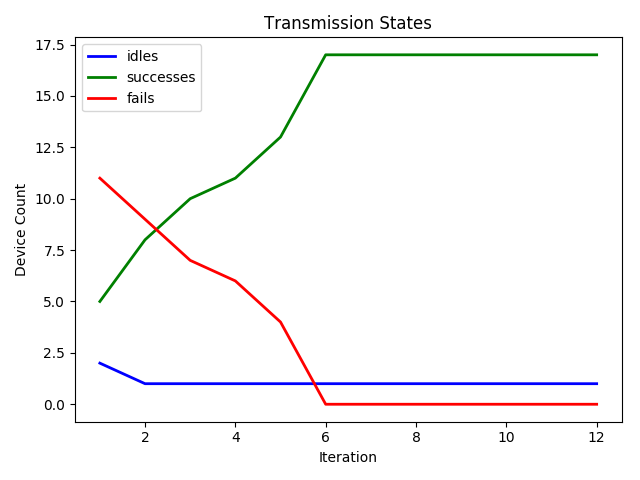 Transmission States
idles
successes
fails
Device Count
17.5
15.0
12.5
10.0
7.5
5.0
2.5
0.0
2 4 6 8 10 12
Iteration